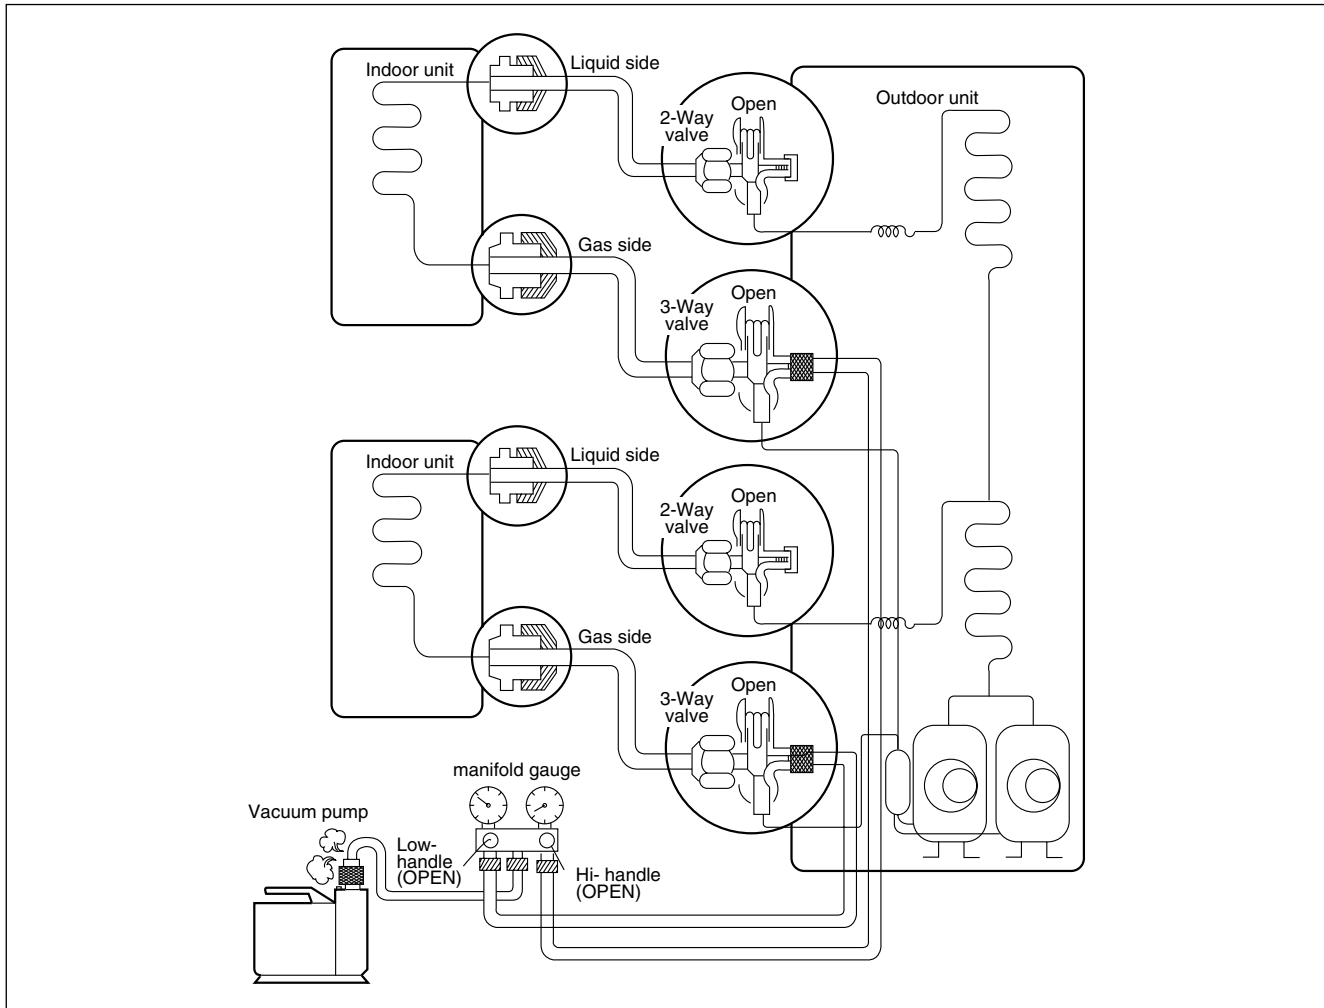 Indoor unit
Liquid side
2-Way
valve
Open
Outdoor unit
Gas side
3-Way
valve
Open
Indoor unit
Liquid side
2-Way
valve
Open
Gas side
3-Way
valve
Open
manifold gauge
Vacuum pump
Low-
handle
(OPEN)
Hi- handle
(OPEN)